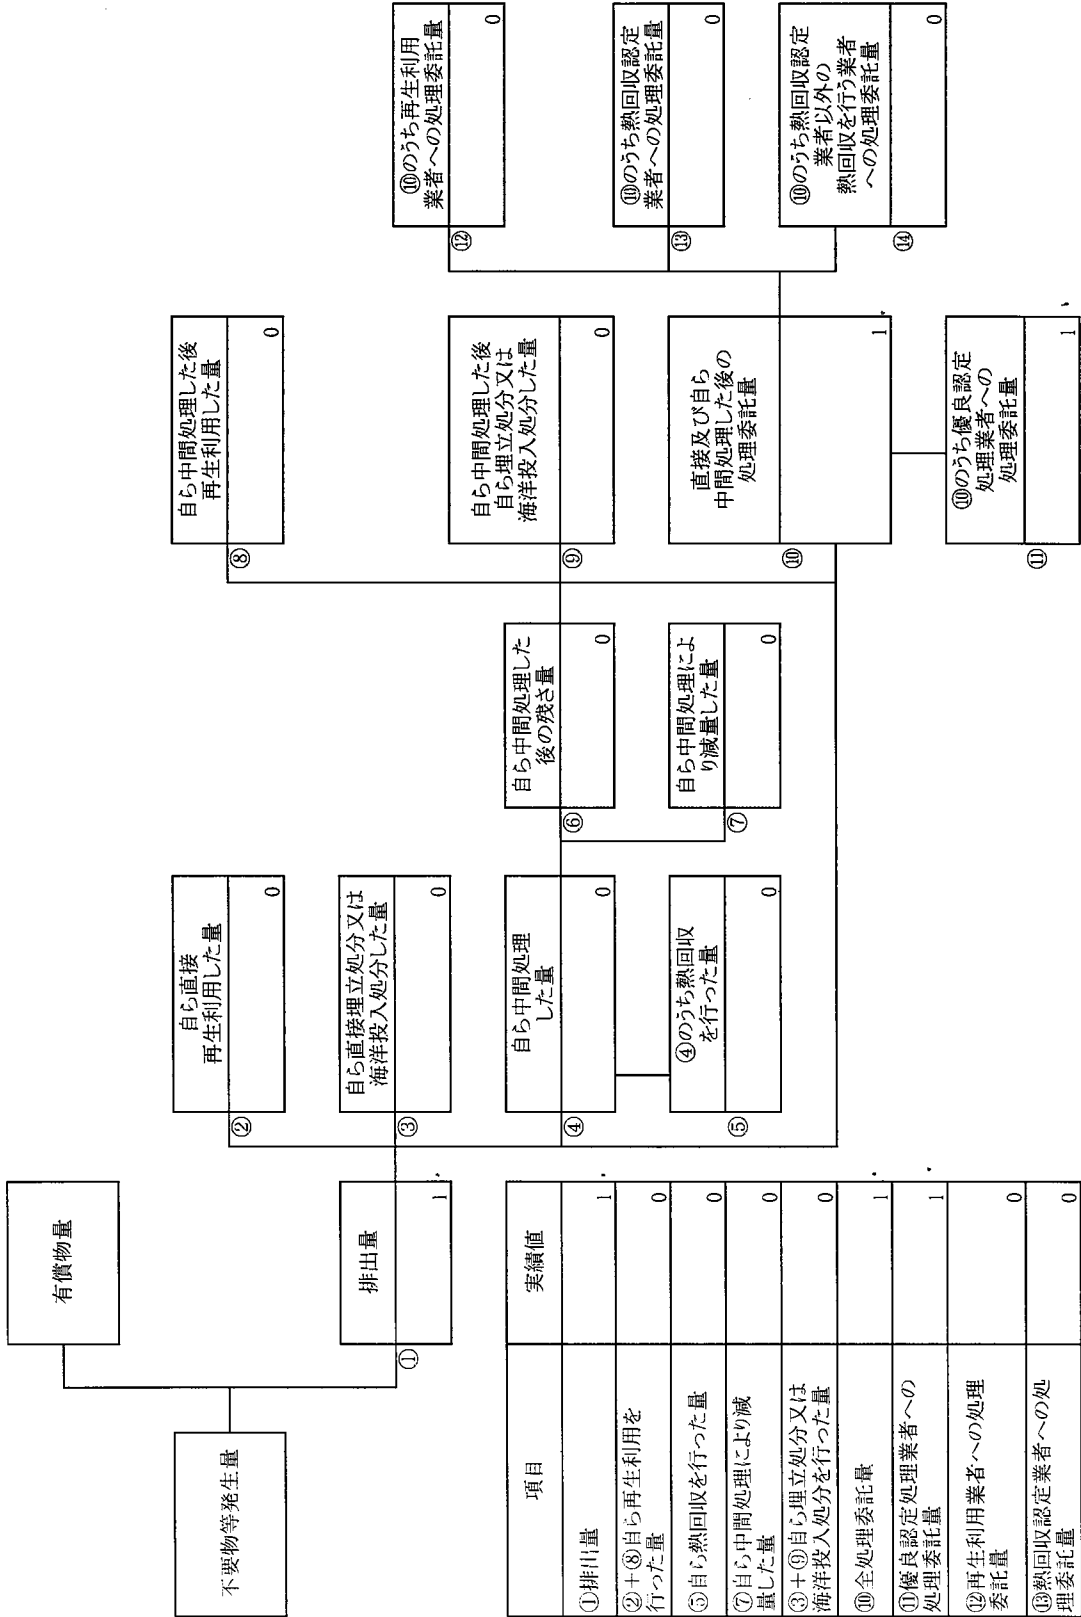 不要物等発生量
有償物量
①
排出量
1
②
自ら直接
再生利用した量
0
③
自ら直接埋立処分又は
海洋投入処分した量
0
④
自ら中間処理
した量
0
⑤
④のうち熱回収
を行った量
0
⑥
自ら中間処理した
後の残さ量
0
⑦
自ら中間処理によ
り減量した量
0
⑧
自ら中間処理した後
再生利用した量
0
⑨
自ら中間処理した後
自ら埋立処分又は
海洋投入処分した量
0
⑩
直接及び自ら
中間処理した後の
処理委託量
1
⑪
⑩のうち優良認定
処理業者への
処理委託量
1
⑫
⑩のうち再生利用
業者への処理委託量
0
⑬
⑩のうち熱回収認定
業者への処理委託量
0
⑭
⑩のうち熱回収認定
業者以外の
熱回収を行う業者
への処理委託量
0
項目 実績値
①排出量 1
②+⑧自ら再生利用を
行った量 0
⑤自ら熱回収を行った量 0
⑦自ら中間処理により減
量した量 0
③+⑨自ら埋立処分又は
海洋投入処分を行った量 0
⑩全処理委託量 1
⑪優良認定処理業者への
処理委託量 1
⑫再生利用業者への処理
委託量 0
⑬熱回収認定業者への処
理委託量 0